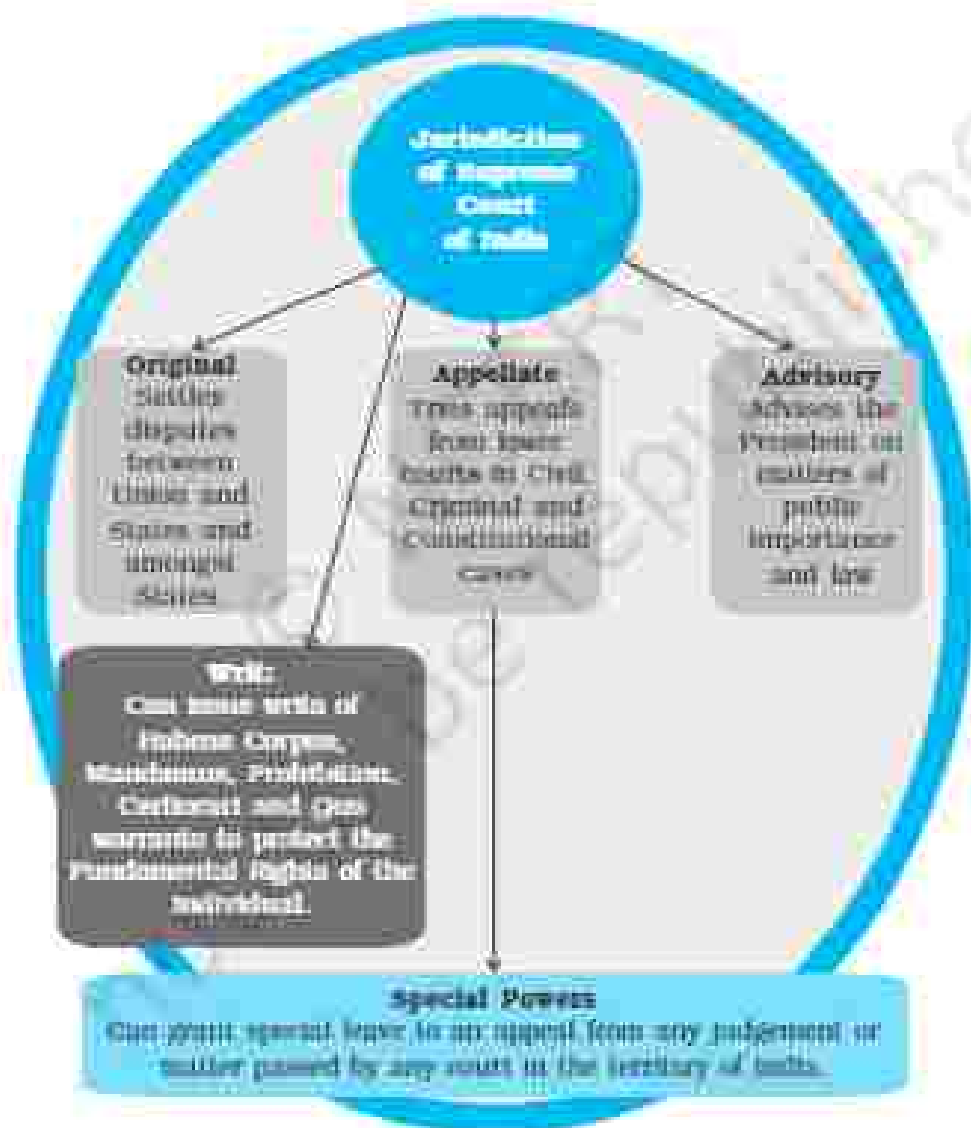 Jurisdiction
of Supreme
Court
of India
Original
Settles
disputes
between
Union and
States and
amongst
States
Appellate
Tries appeals
from lower
courts in Civil,
Criminal and
Constitutional
cases
Advisory
Advises the
President on
matters of
public
importance
and law
Writ:
Can issue writs of
Habeas Corpus,
Mandamus, Prohibition,
Certiorari and Quo
warranto to protect the
Fundamental Rights of the
Individual.
Special Powers
Can grant special leave to an appeal from any judgement or
matter passed by any court in the territory of India.